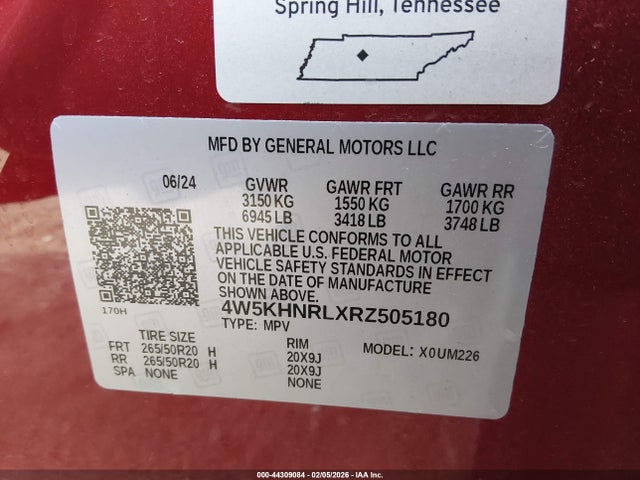 Spring Hill, Tennessee
MFD BY GENERAL MOTORS LLC
06/24 GVWR GAWR FRT GAWR RR
3150 KG 1550 KG 1700 KG
6945 LB 3418 LB 3748 LB
THIS VEHICLE CONFORMS TO ALL
APPLICABLE U.S. FEDERAL MOTOR
VEHICLE SAFETY STANDARDS IN EFFECT
ON THE DATE OF MANUFACTURE
SHOWN ABOVE.
170H 4W5KHNRLXRZ505180
TYPE: MPV
TIRE SIZE RIM MODEL: X0UM226
FRT 265/50R20 H 20X9J
RR 265/50R20 H 20X9J
SPA NONE NONE
000-44309084 - 02/05/2026 - IAA Inc.